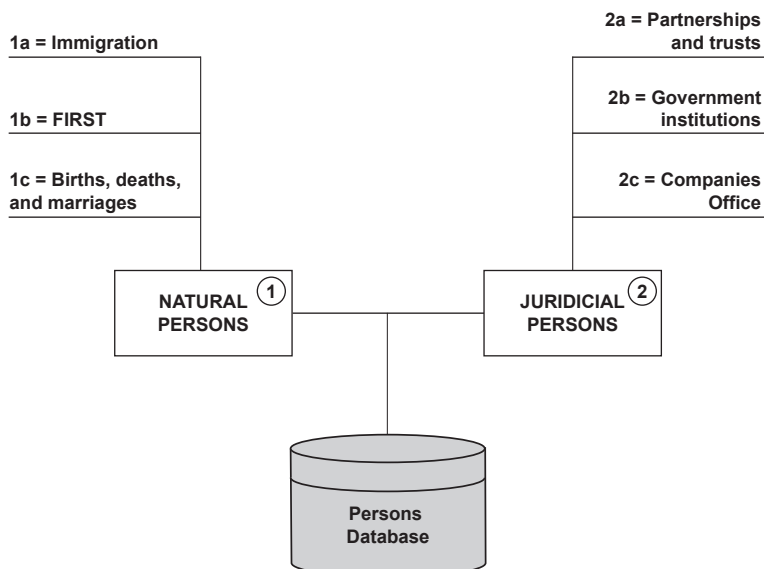 1a = Immigration
1b = FIRST
1c = Births, deaths,
and marriages
2a = Partnerships
and trusts
2b = Government
institutions
2c = Companies
Office
NATURAL
PERSONS
1
JURIDICIAL
PERSONS
2
Persons
Database